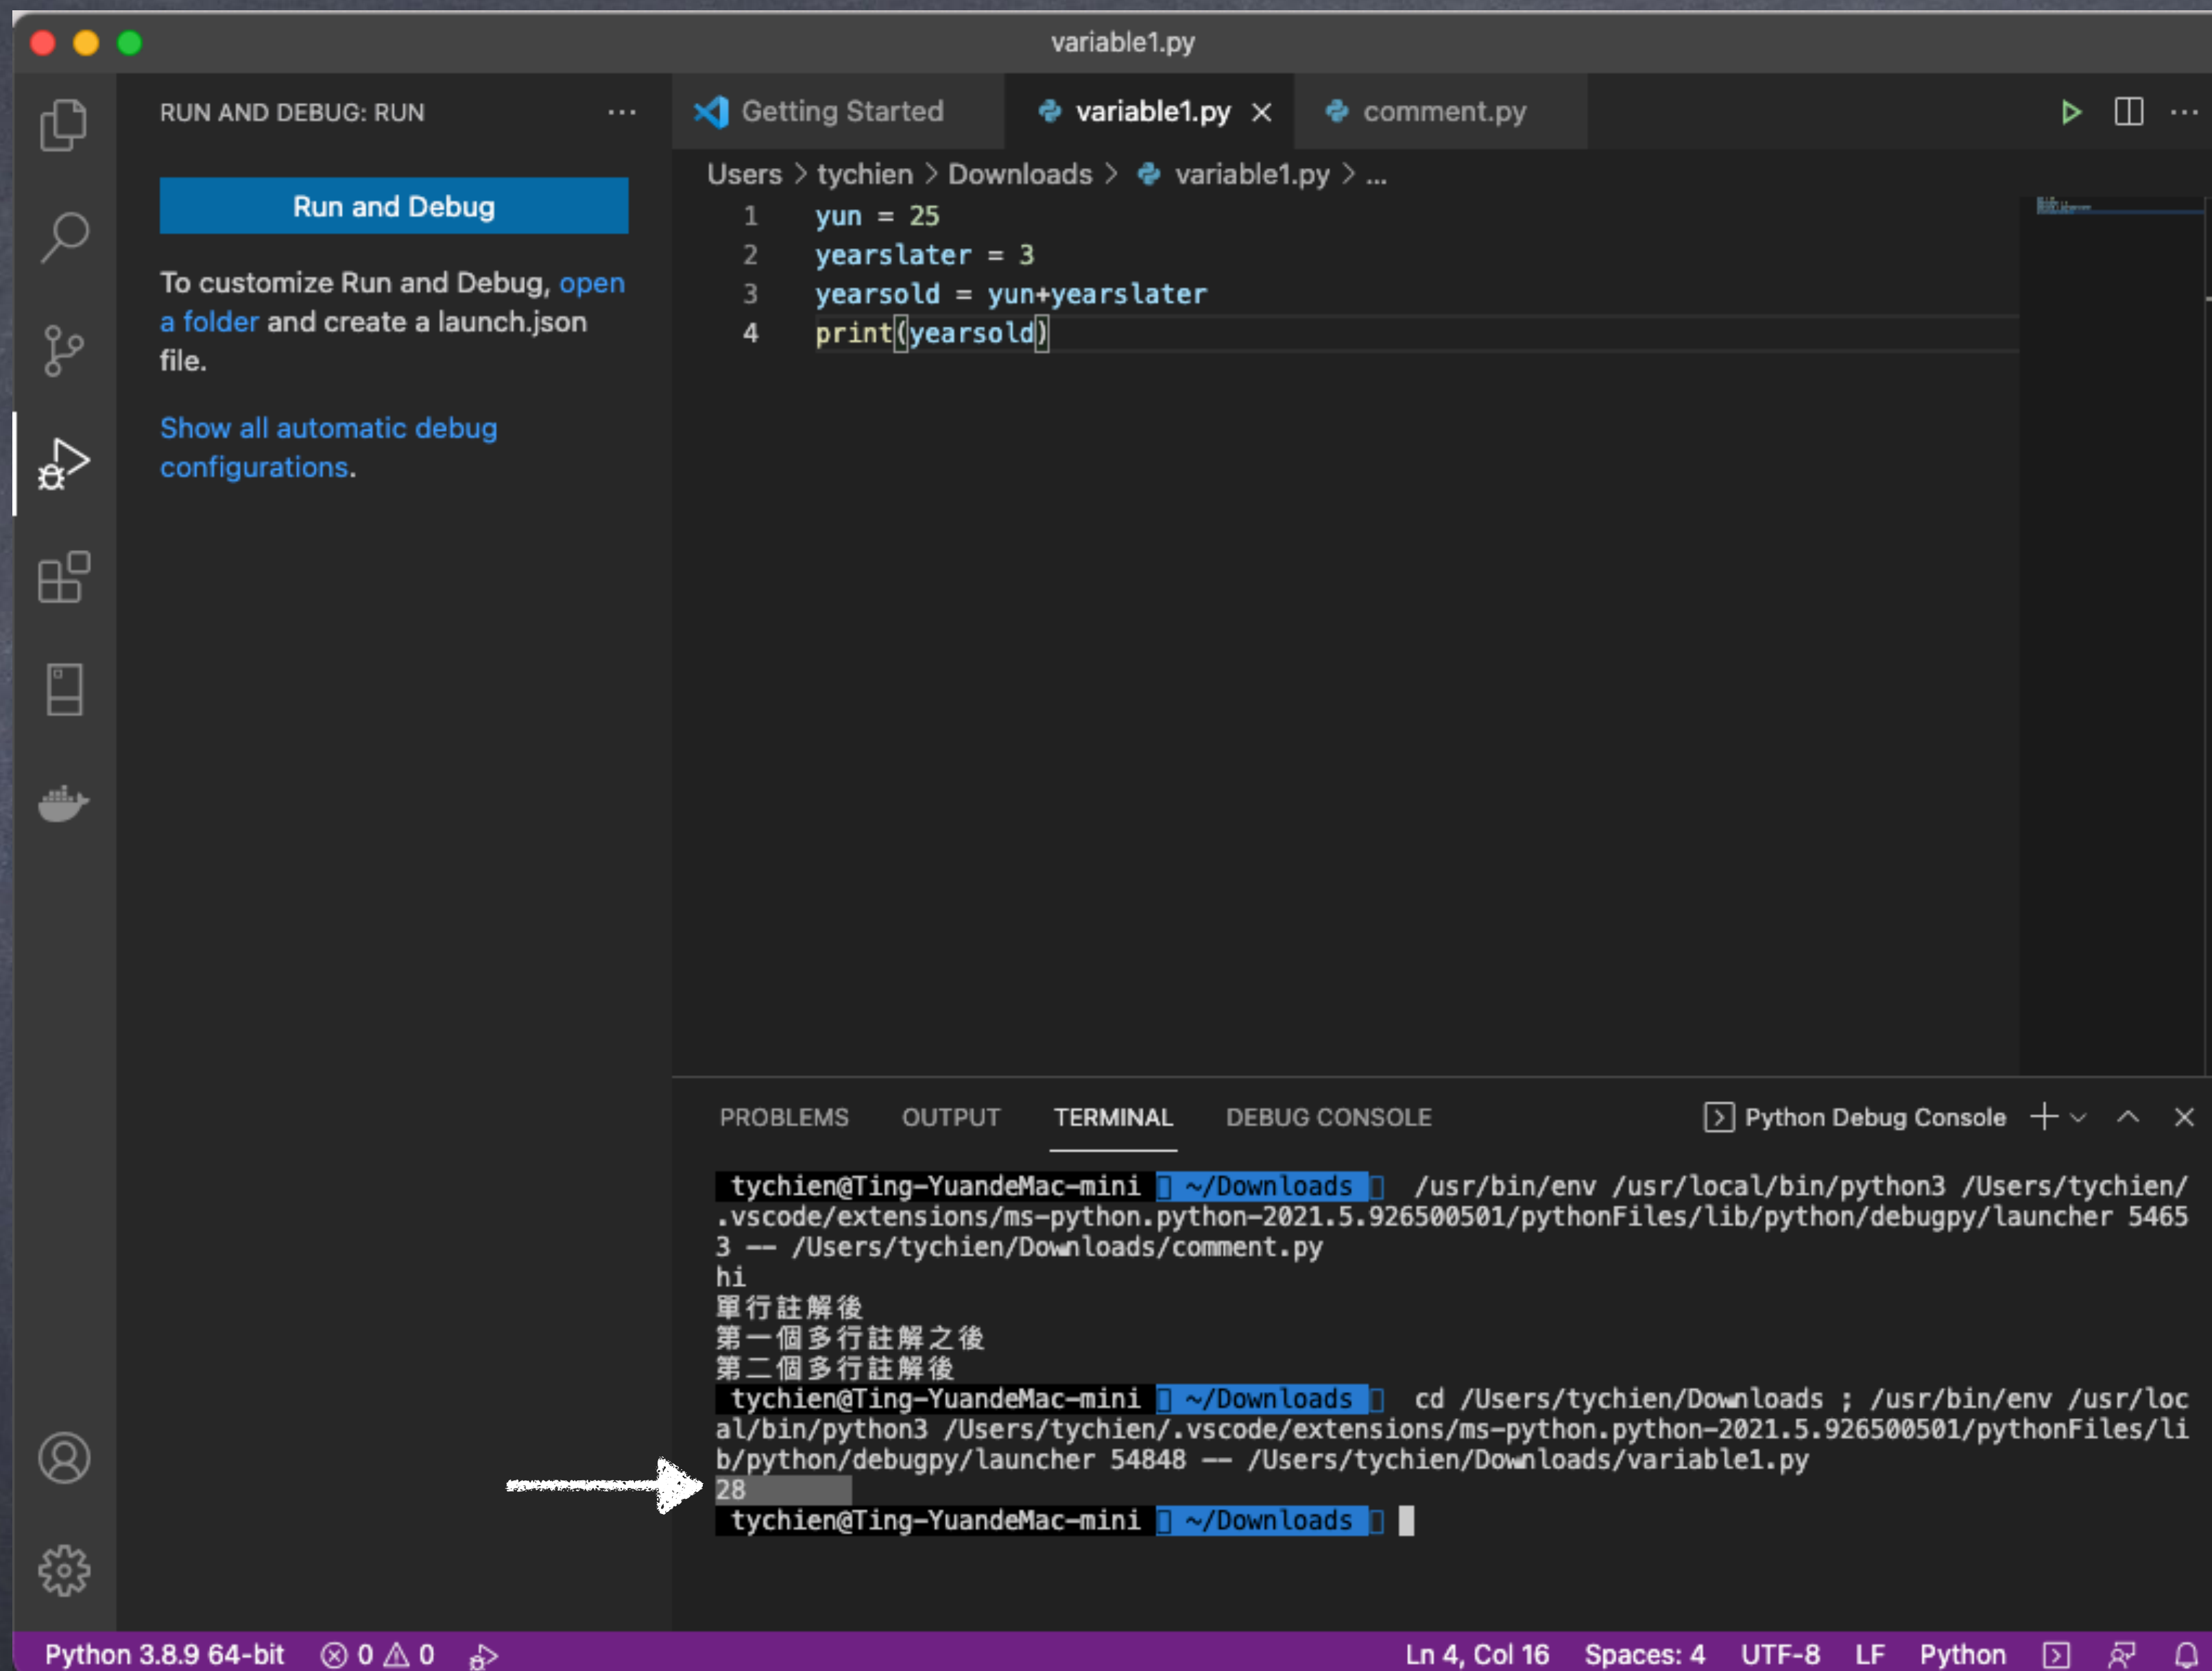 variable1.py
RUN AND DEBUG: RUN
Getting Started
variable1.py
comment.py
Users > tychien > Downloads > variable1.py > ...
Run and Debug
To customize Run and Debug, open
a folder and create a launch.json
file.
Show all automatic debug
configurations.
1 yun = 25
2 yearslater = 3
3 yearsold = yun+yearslater
4 print(yearsold)
PROBLEMS OUTPUT TERMINAL DEBUG CONSOLE Python Debug Console
tychien@Ting-YuandeMac-mini ~/Downloads /usr/bin/env /usr/local/bin/python3 /Users/tychien/
.vscode/extensions/ms-python.python-2021.5.926500501/pythonFiles/lib/python/debugpy/launcher 5465
3 -- /Users/tychien/Downloads/comment.py
hi
單行註解後
第一個多行註解之後
第二個多行註解後
tychien@Ting-YuandeMac-mini ~/Downloads cd /Users/tychien/Downloads ; /usr/bin/env /usr/loc
al/bin/python3 /Users/tychien/.vscode/extensions/ms-python.python-2021.5.926500501/pythonFiles/li
b/python/debugpy/launcher 54848 -- /Users/tychien/Downloads/variable1.py
28
tychien@Ting-YuandeMac-mini ~/Downloads
Python 3.8.9 64-bit 0 0 Ln 4, Col 16 Spaces: 4 UTF-8 LF Python